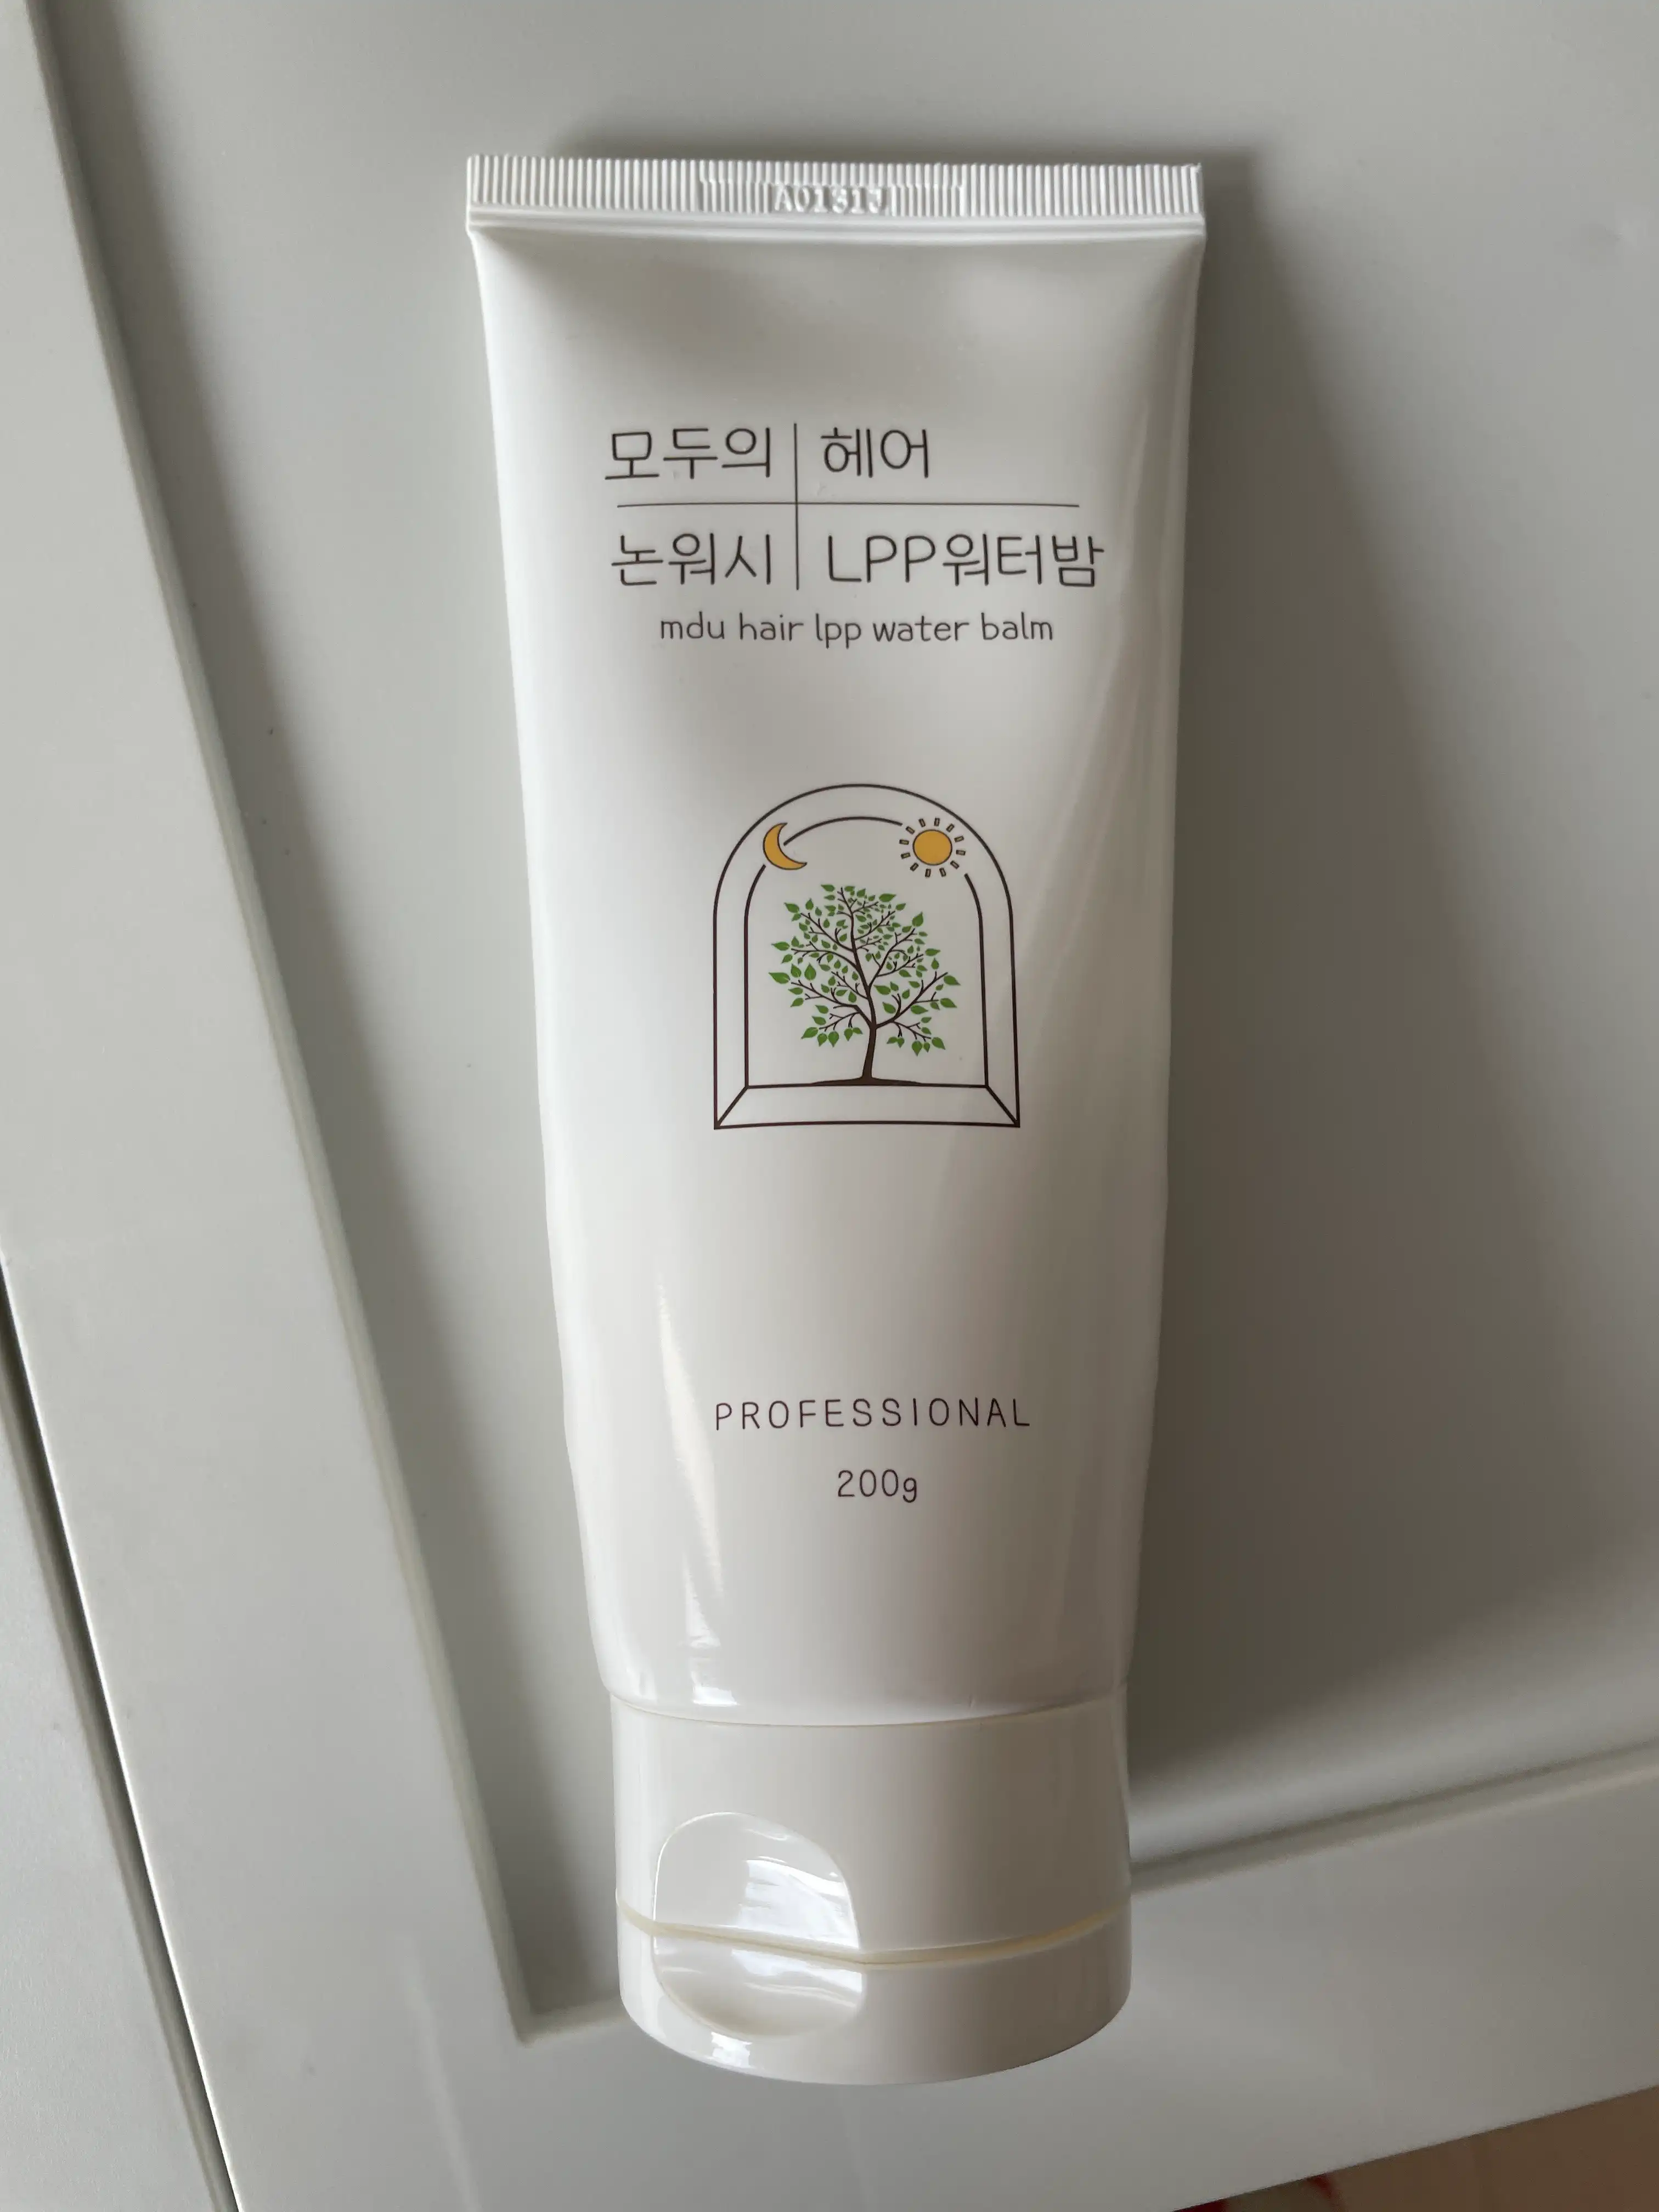 A0131J
모두의 헤어
논워시 LPP워터밤
mdu hair lpp water balm
PROFESSIONAL
200g